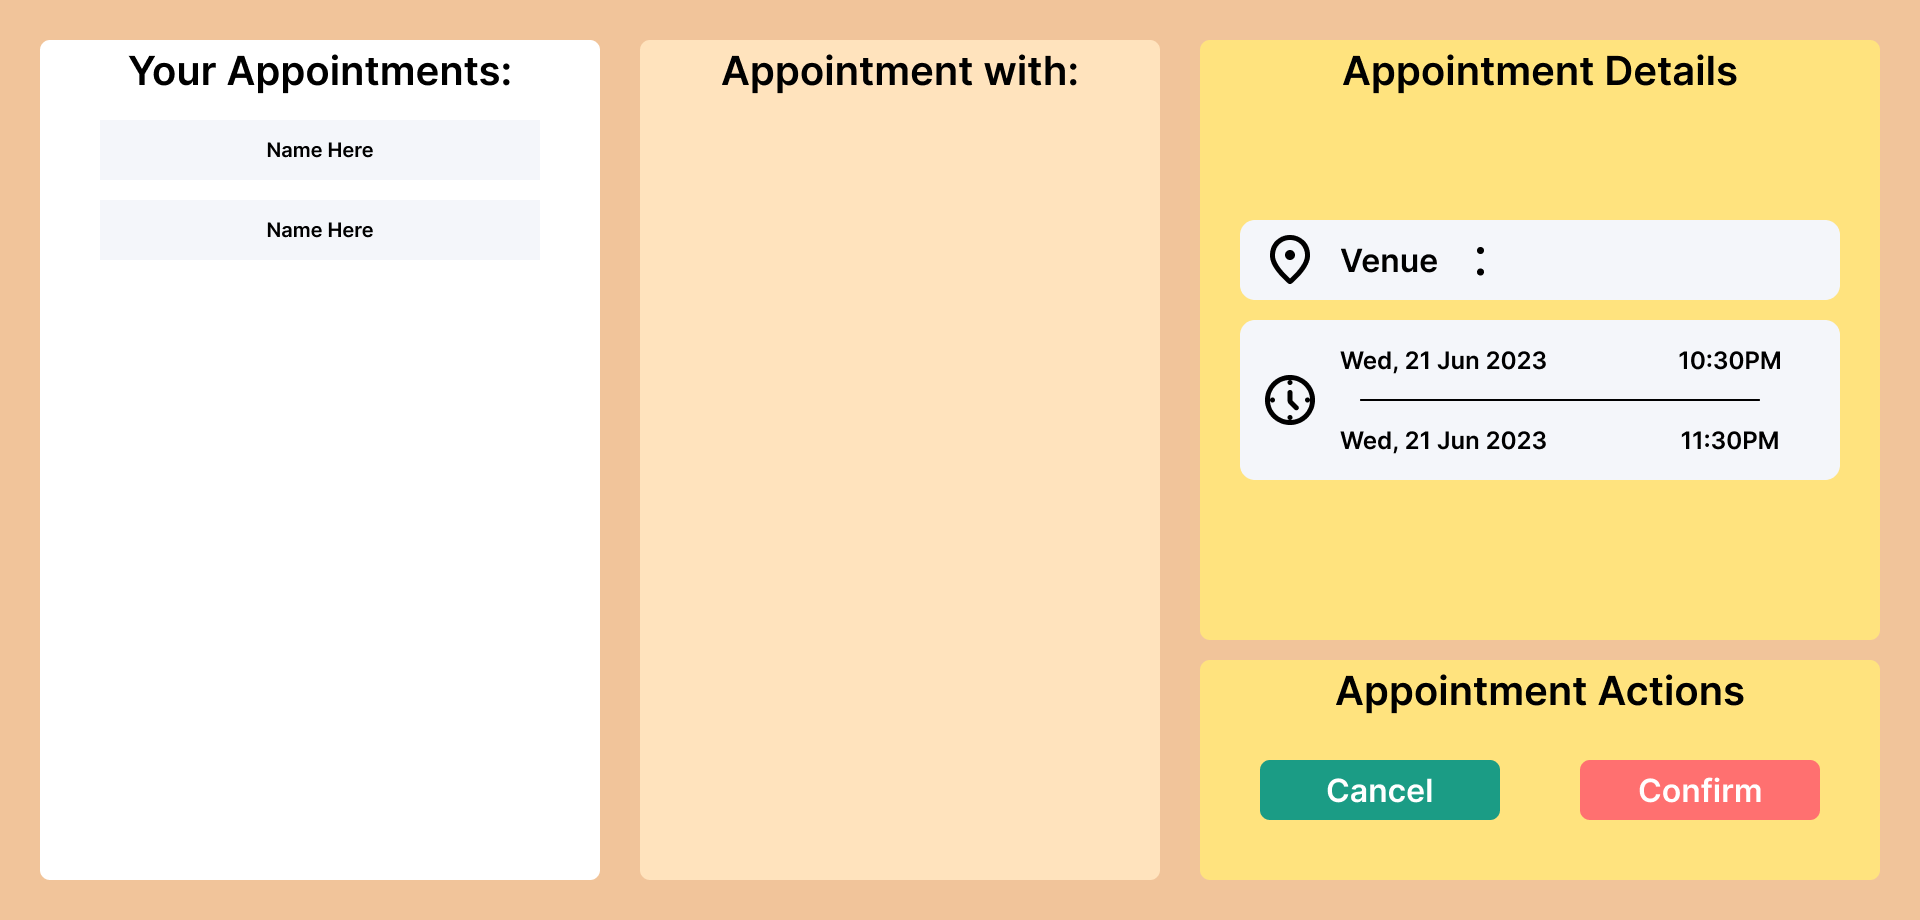 Your Appointments:
Name Here
Name Here
Appointment with:
Appointment Details
Venue :
Wed, 21 Jun 2023 10:30PM
Wed, 21 Jun 2023 11:30PM
Appointment Actions
Cancel Confirm